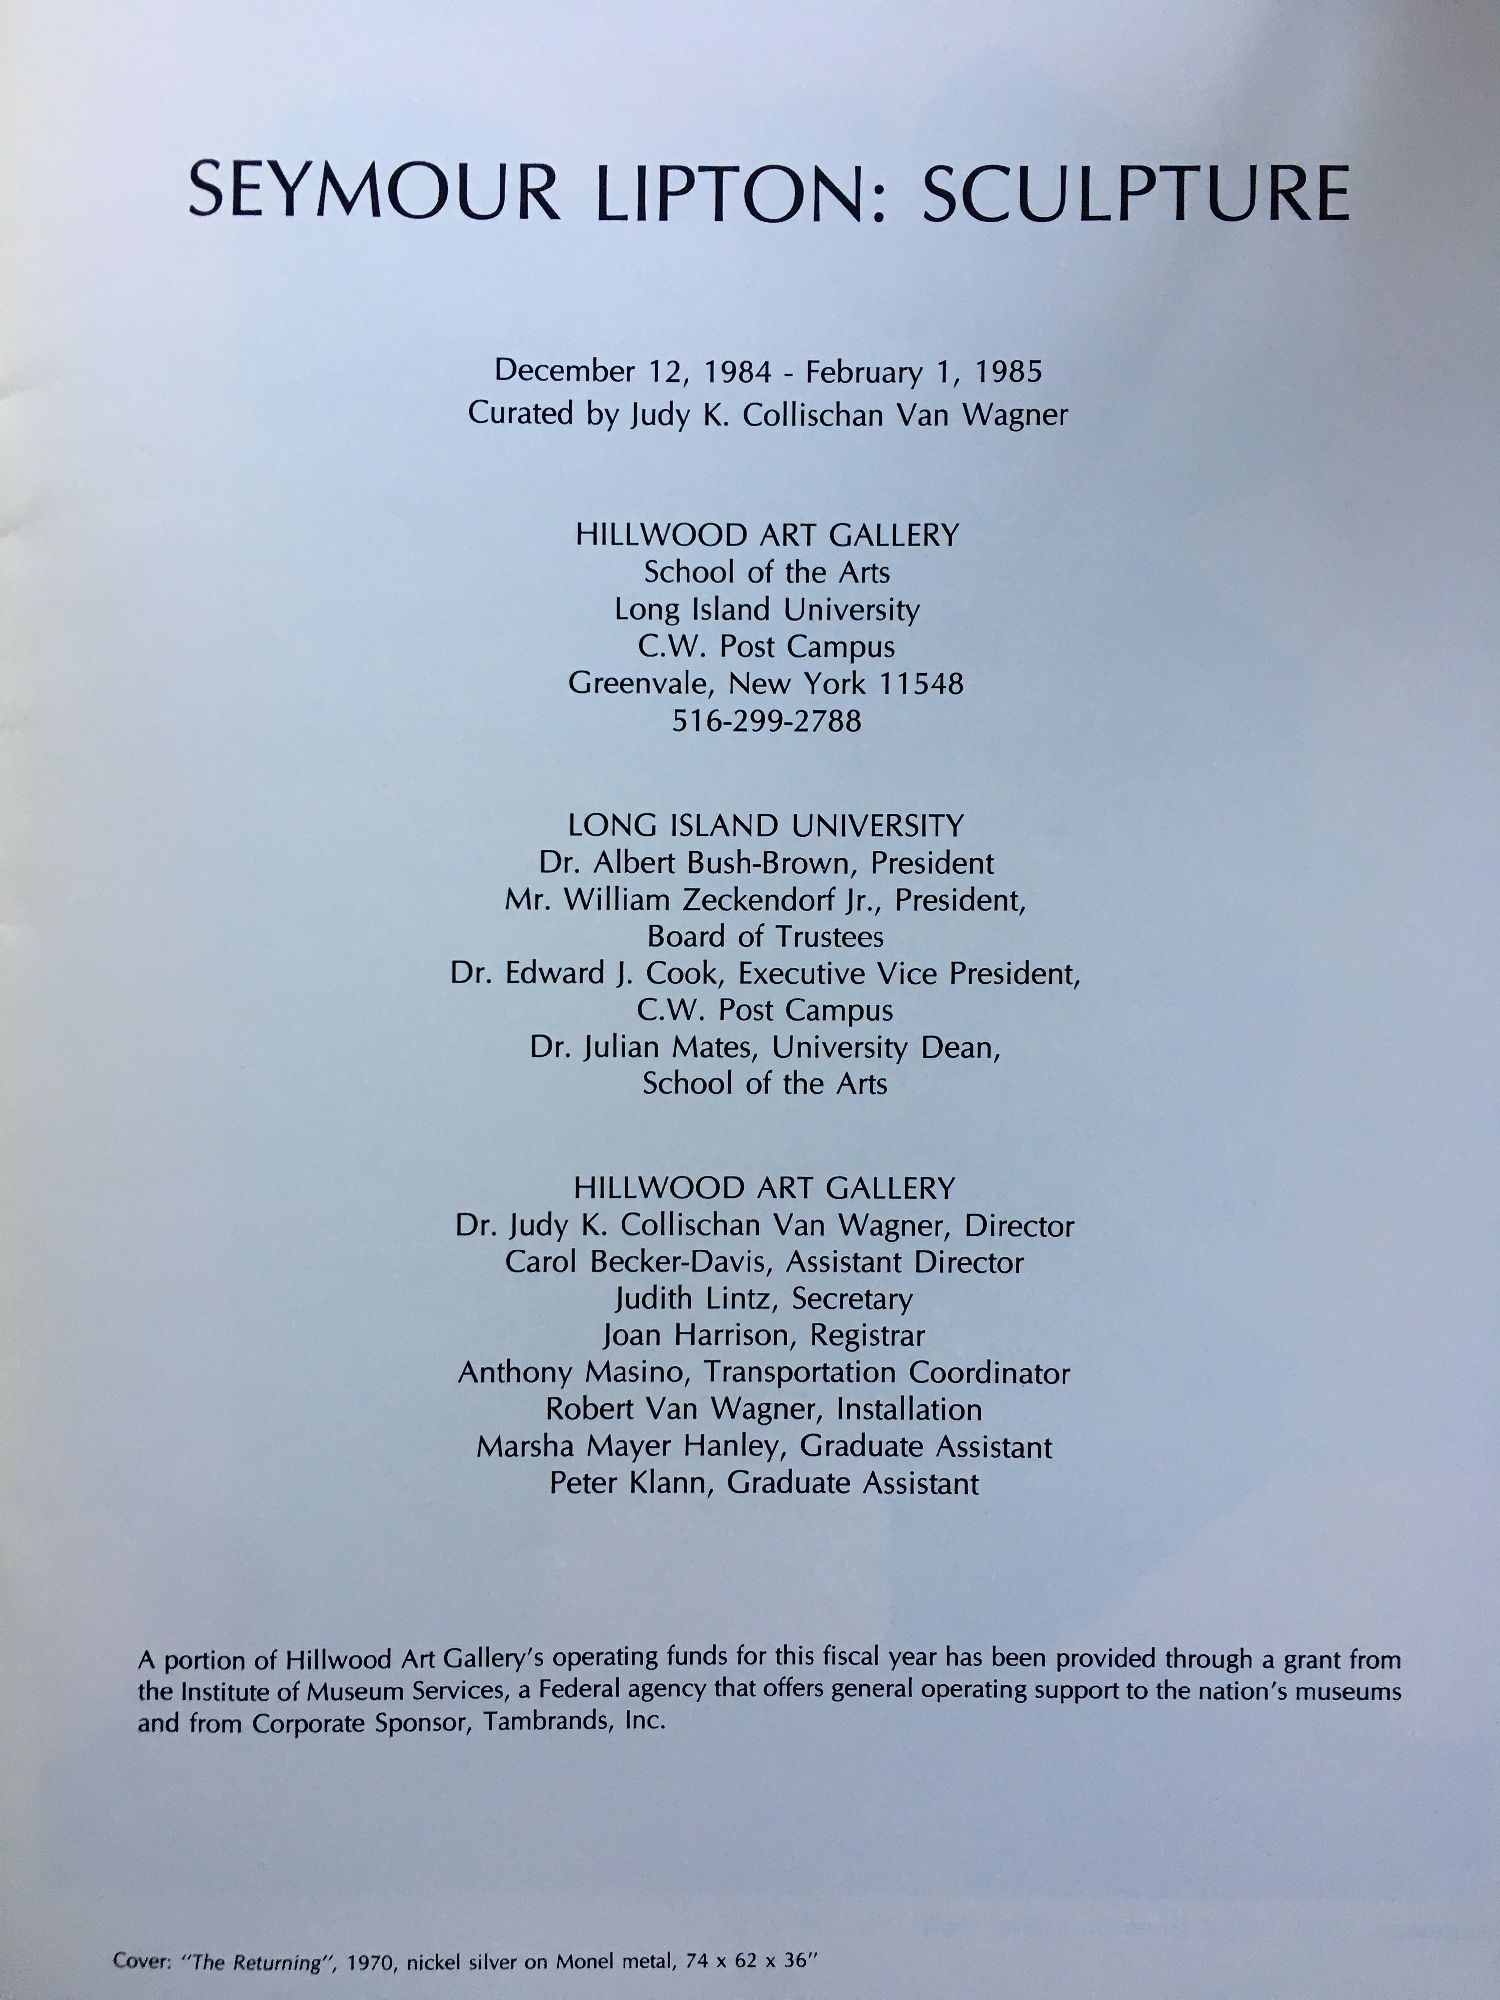 SEYMOUR LIPTON: SCULPTURE
December 12, 1984 - February 1, 1985
Curated by Judy K. Collischan Van Wagner
HILLWOOD ART GALLERY
School of the Arts
Long Island University
C.W. Post Campus
Greenvale, New York 11548
516-299-2788
LONG ISLAND UNIVERSITY
Dr. Albert Bush-Brown, President
Mr. William Zeckendorf Jr., President,
Board of Trustees
Dr. Edward J. Cook, Executive Vice President,
C.W. Post Campus
Dr. Julian Mates, University Dean,
School of the Arts
HILLWOOD ART GALLERY
Dr. Judy K. Collischan Van Wagner, Director
Carol Becker-Davis, Assistant Director
Judith Lintz, Secretary
Joan Harrison, Registrar
Anthony Masino, Transportation Coordinator
Robert Van Wagner, Installation
Marsha Mayer Hanley, Graduate Assistant
Peter Klann, Graduate Assistant
A portion of Hillwood Art Gallery's operating funds for this fiscal year has been provided through a grant from
the Institute of Museum Services, a Federal agency that offers general operating support to the nation's museums
and from Corporate Sponsor, Tambrands, Inc.
Cover: "The Returning", 1970, nickel silver on Monel metal, 74 x 62 x 36"